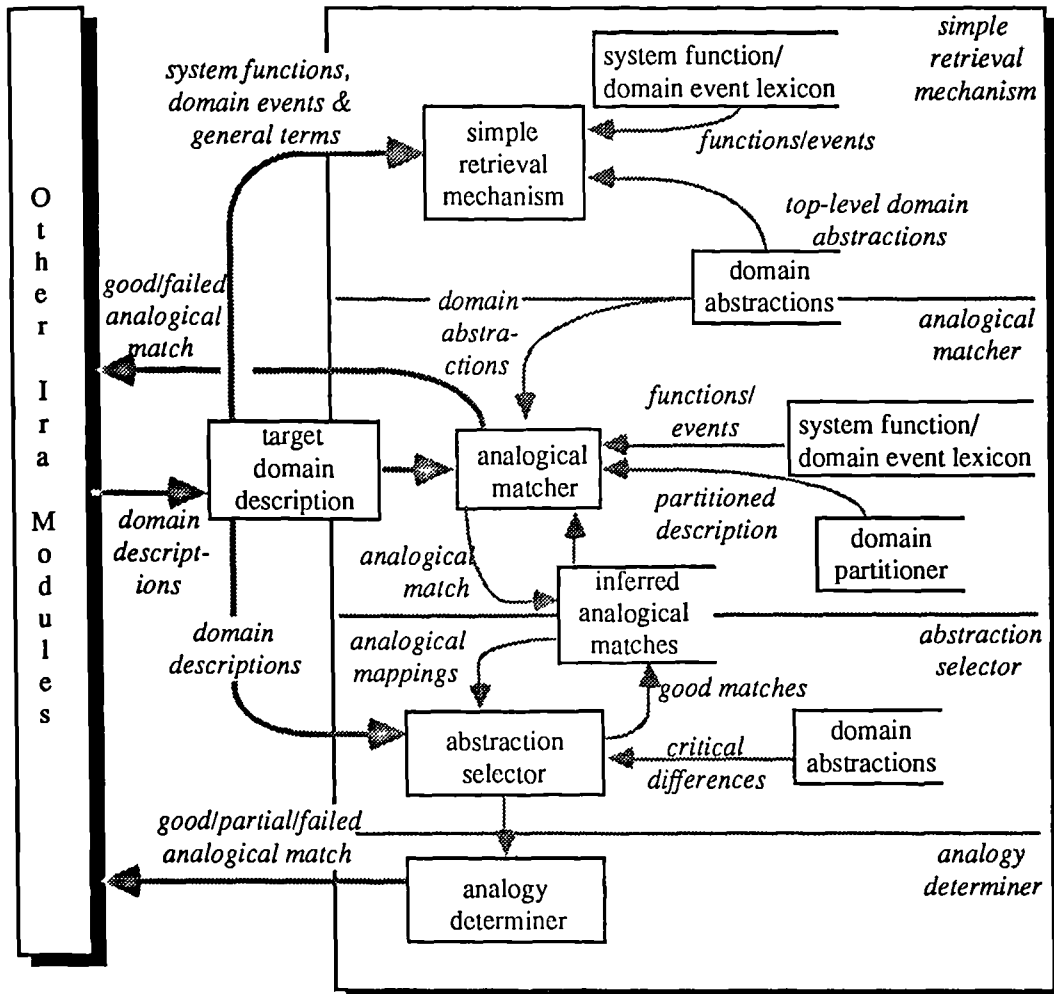 Other Ira Modules
simple
retrieval
mechanism
system function/
domain event lexicon
system functions,
domain events &
general terms
simple
retrieval
mechanism
functions/events
top-level domain
abstractions
domain
abstractions
good/failed
analogical
match
domain
abstra-
ctions
analogical
matcher
functions/
events
system function/
domain event lexicon
target
domain
description
analogical
matcher
partitioned
description
domain
descript-
ions
domain
partitioner
analogical
match
inferred
analogical
matches
domain
descriptions
analogical
mappings
abstraction
selector
good matches
abstraction
selector
critical
differences
domain
abstractions
good/partial/failed
analogical match
analogy
determiner
analogy
determiner